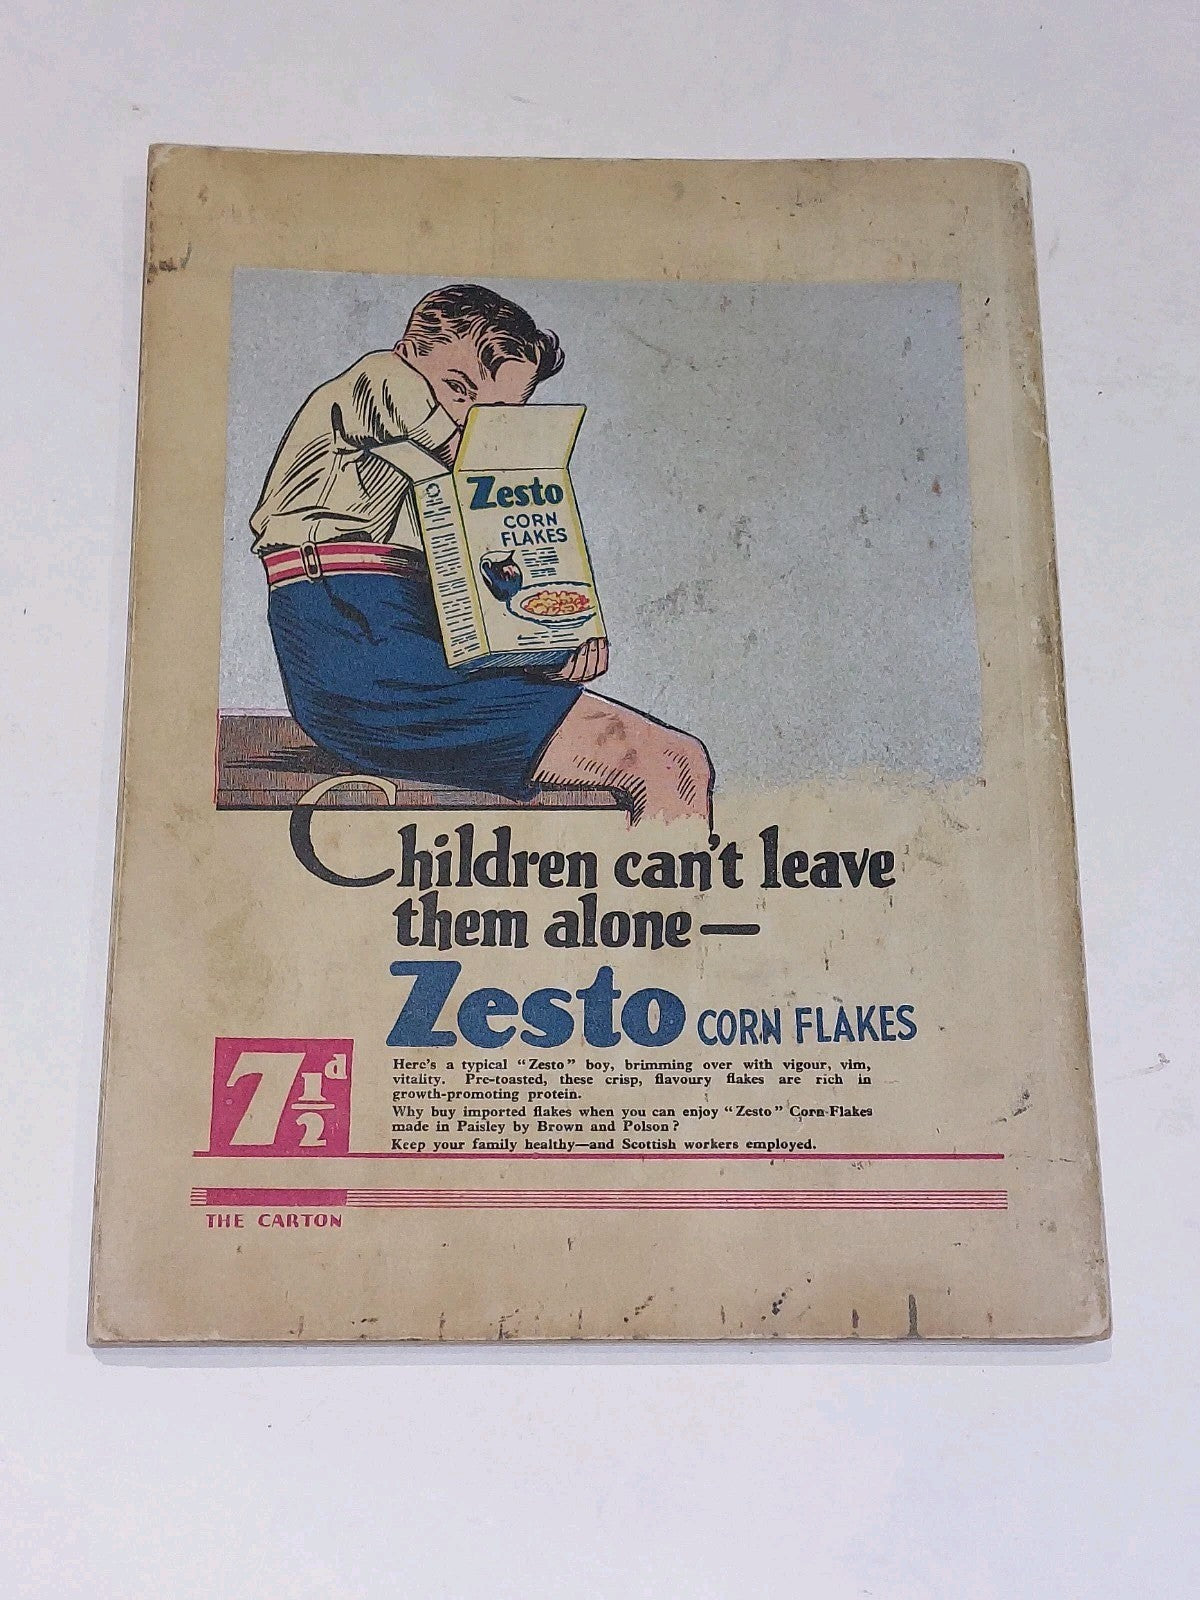 Zesto
CORN
FLAKES
Children can't leave
them alone—
Zesto CORN FLAKES
7½d
Here's a typical "Zesto" boy, brimming over with vigour, vim,
vitality. Pre-toasted, these crisp, flavoury flakes are rich in
growth-promoting protein.
Why buy imported flakes when you can enjoy "Zesto" Corn Flakes
made in Paisley by Brown and Polson?
Keep your family healthy—and Scottish workers employed.
THE CARTON